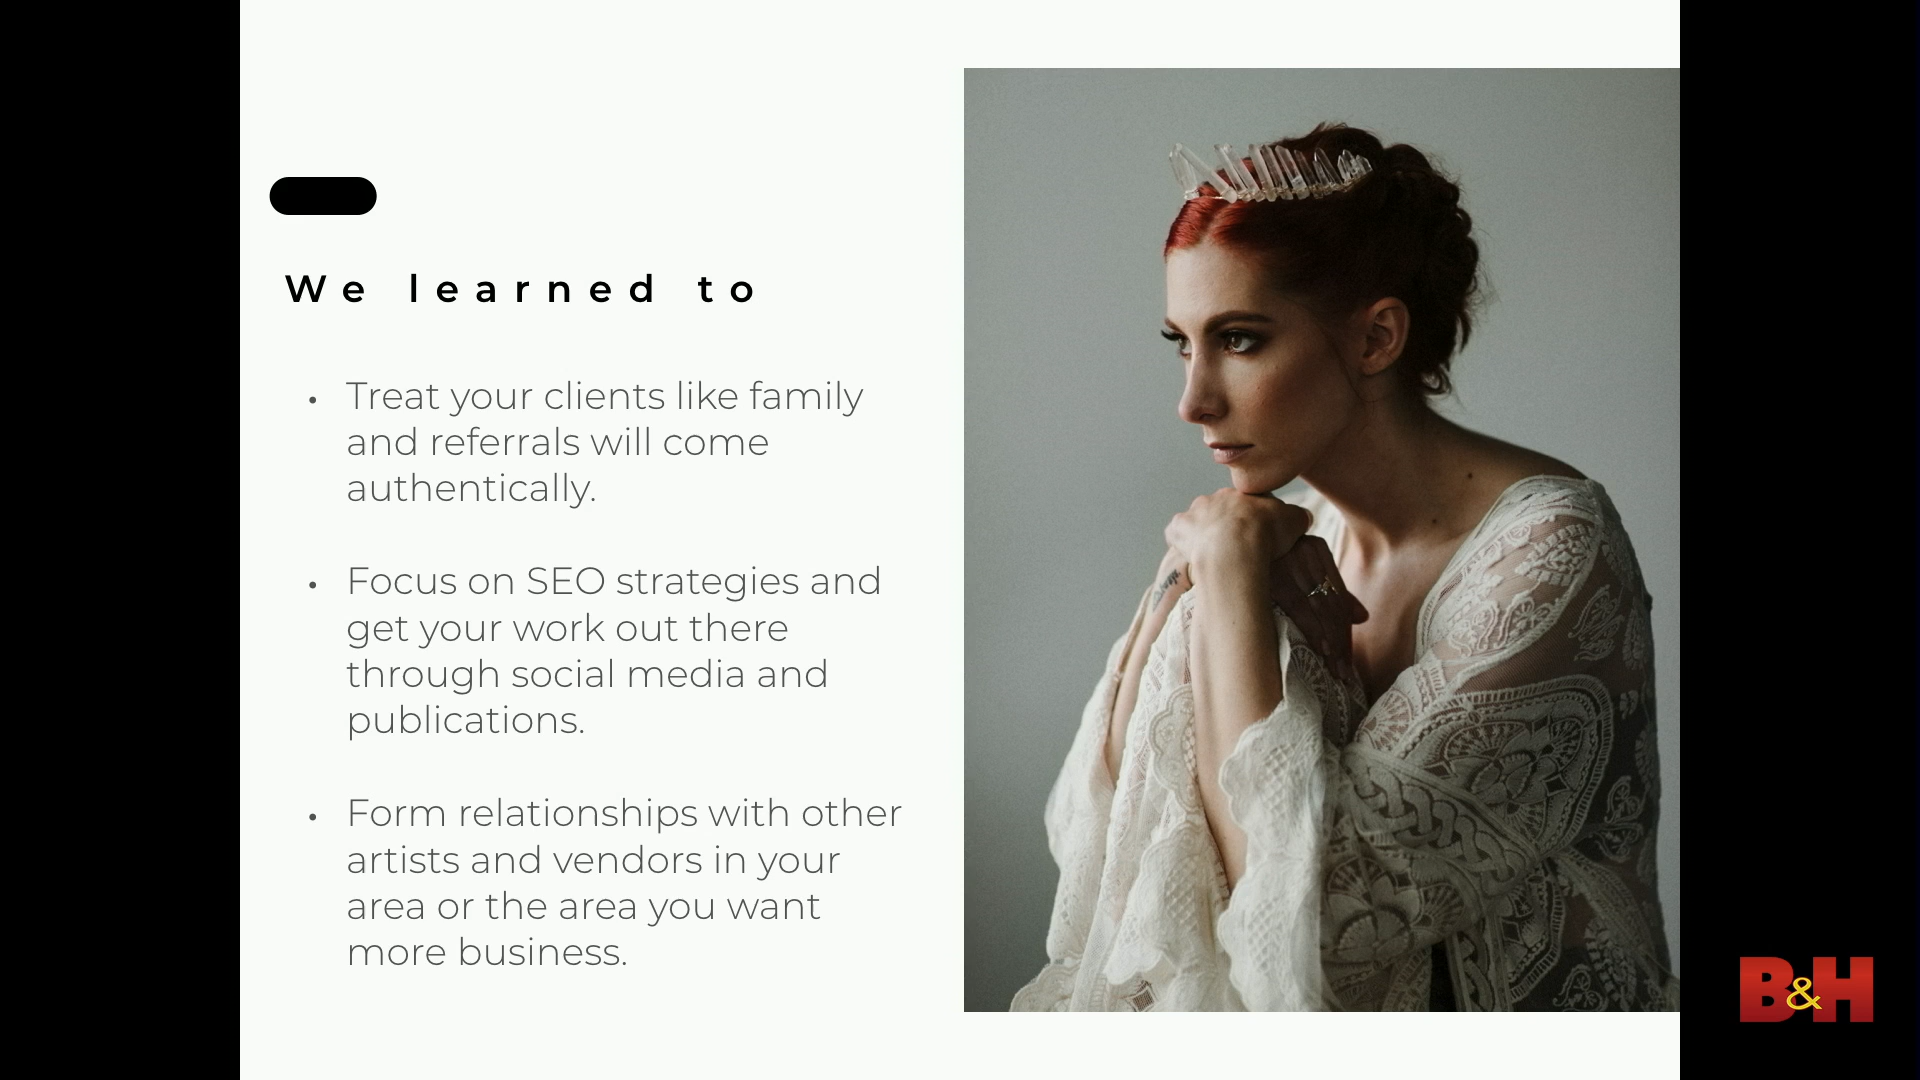 We learned to
• Treat your clients like family
and referrals will come
authentically.
• Focus on SEO strategies and
get your work out there
through social media and
publications.
• Form relationships with other
artists and vendors in your
area or the area you want
more business.
B&H